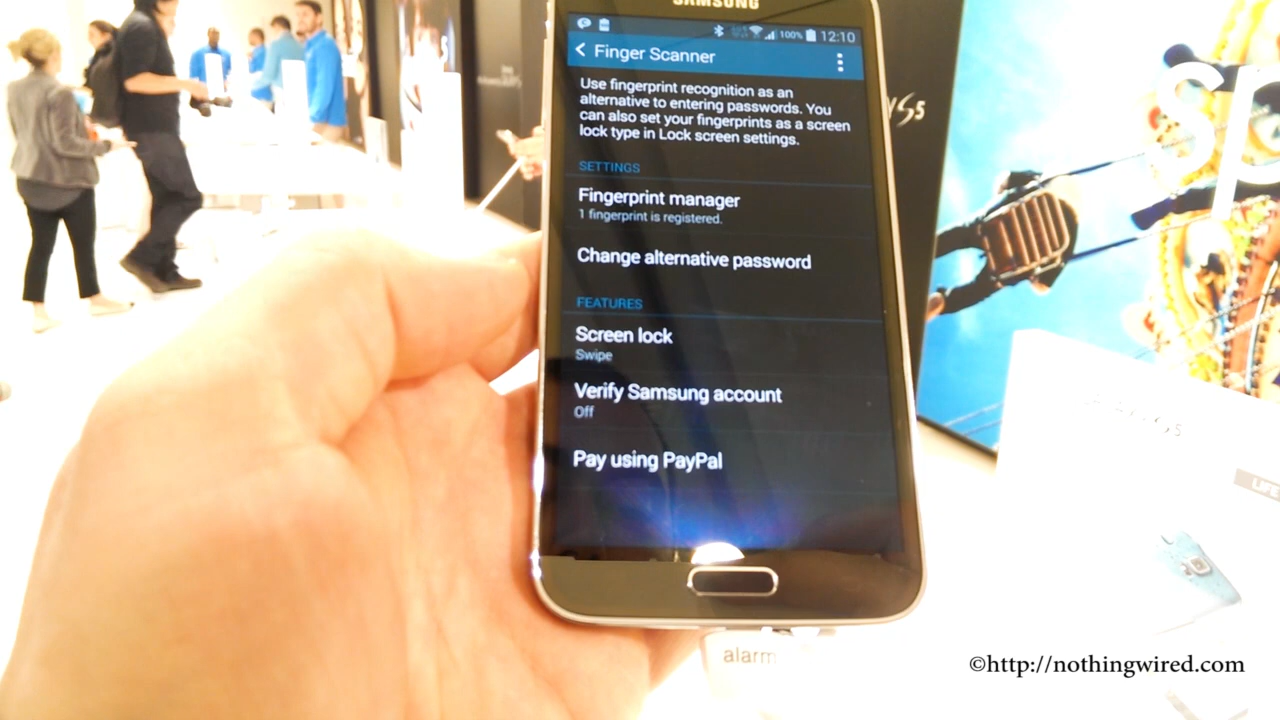 SAMSUNG
100% 12:10
Finger Scanner
Use fingerprint recognition as an
alternative to entering passwords. You
can also set your fingerprints as a screen
lock type in Lock screen settings.
SETTINGS
Fingerprint manager
1 fingerprint is registered.
Change alternative password
FEATURES
Screen lock
Swipe
Verify Samsung account
Off
Pay using PayPal
S5
LIFE
alarm
©http://nothingwired.com